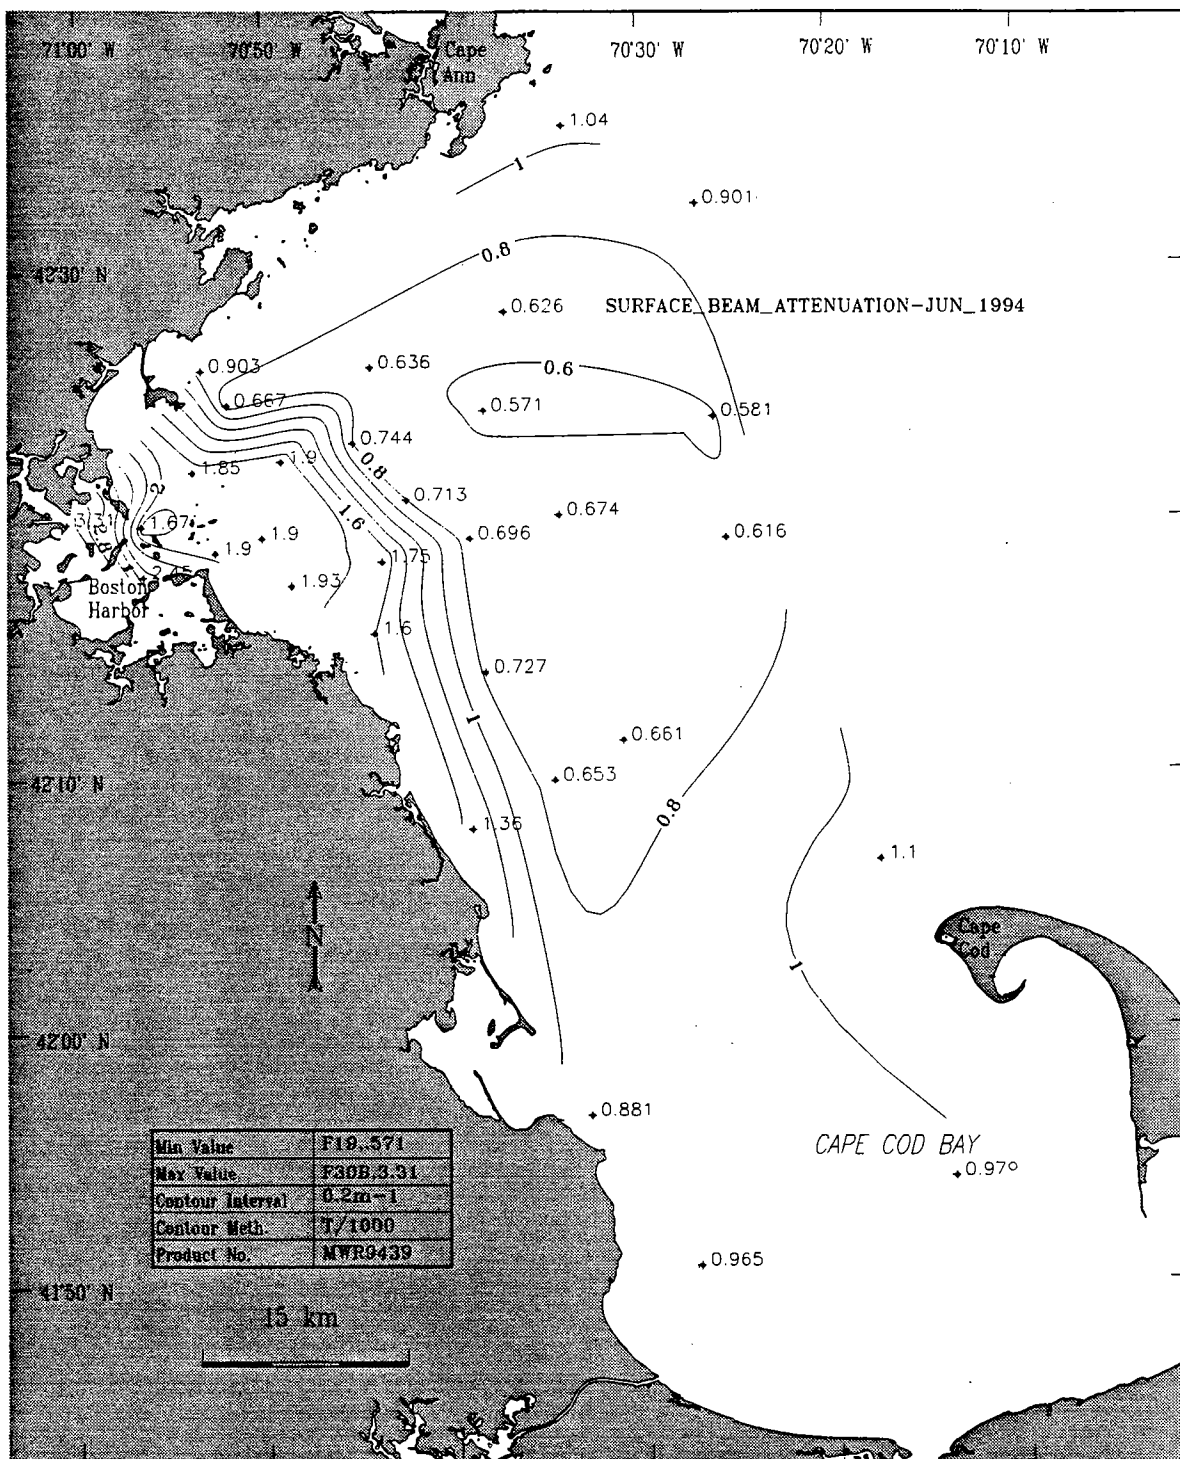 71°00' W 70°50' W 70°30' W 70°20' W 70°10' W
Cape
Ann
1.04
1
0.901
0.8
42°30' N
0.626 SURFACE_BEAM_ATTENUATION-JUN_1994
0.903 0.636 0.6
0.667 0.571 0.581
0.744
1.85 1.9 0.8
2 0.713
3.31 1.67 1.6 0.674
2.8 1.9 1.9 0.696 0.616
1.75
2.45 1.93
Boston
Harbor
1.6
0.727
1
0.661
42°10' N 0.653
0.8
1.36
1.1
N Cape
Cod
1
42°00' N
0.881
Min Value F19,.571
Max Value F30B,3.31
Contour Interval 0.2m-1
Contour Meth. T/1000
Product No. MWR9439
CAPE COD BAY
0.965
41°50' N
15 km